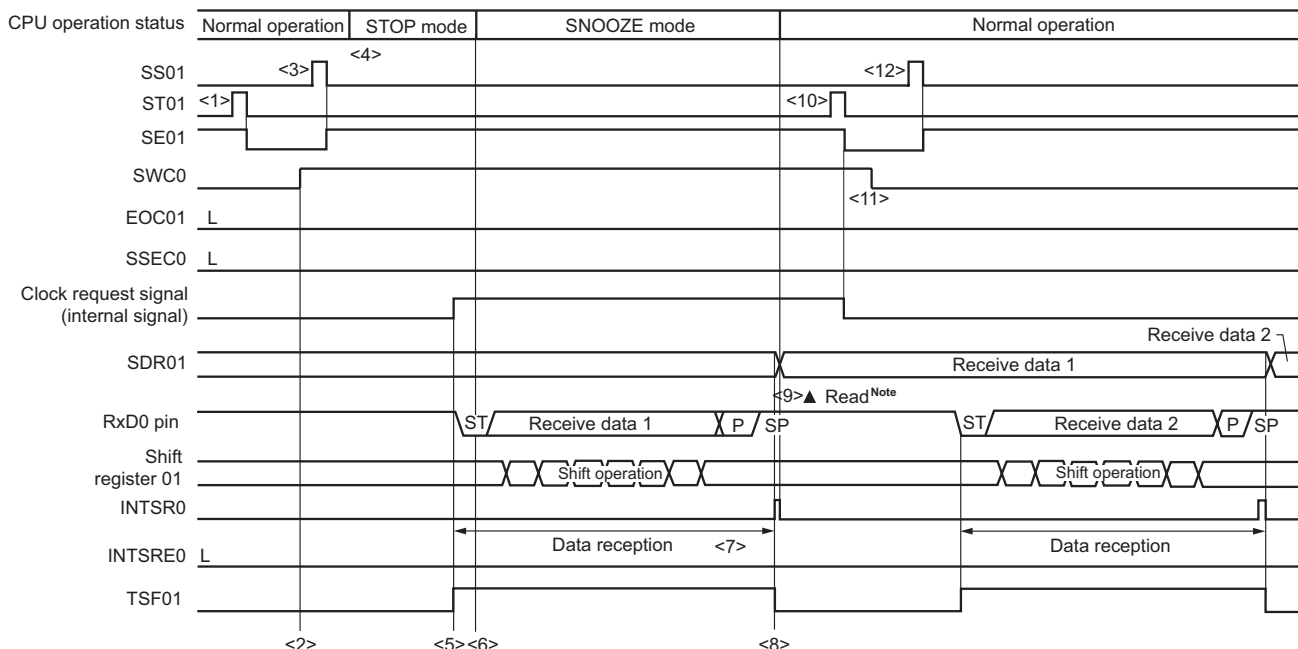 CPU operation status Normal operation STOP mode SNOOZE mode Normal operation
<4>
SS01 <3> <12>
ST01 <1> <10>
SE01
SWC0
<11>
EOC01 L
SSEC0 L
Clock request signal
(internal signal)
Receive data 2
SDR01 Receive data 1
<9>▲ Read Note
RxD0 pin ST Receive data 1 P SP ST Receive data 2 P SP
Shift
register 01 Shift operation Shift operation
INTSR0
Data reception <7> Data reception
INTSRE0 L
TSF01
<2> <5> <6> <8>